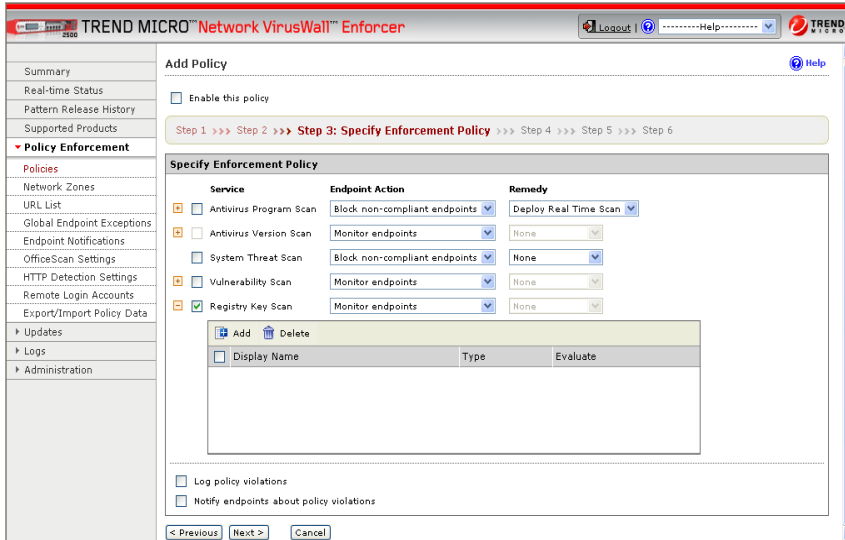 2500 TREND MICRO™ Network VirusWall™ Enforcer
Logout | ? ---------Help---------
TREND
MICRO
Summary
Real-time Status
Pattern Release History
Supported Products
Policy Enforcement
Policies
Network Zones
URL List
Global Endpoint Exceptions
Endpoint Notifications
OfficeScan Settings
HTTP Detection Settings
Remote Login Accounts
Export/Import Policy Data
Updates
Logs
Administration
Add Policy
? Help
Enable this policy
Step 1 >>> Step 2 >>> Step 3: Specify Enforcement Policy >>> Step 4 >>> Step 5 >>> Step 6
Specify Enforcement Policy
Service Endpoint Action Remedy
Antivirus Program Scan Block non-compliant endpoints Deploy Real Time Scan
Antivirus Version Scan Monitor endpoints None
System Threat Scan Block non-compliant endpoints None
Vulnerability Scan Monitor endpoints None
Registry Key Scan Monitor endpoints None
Add Delete
Display Name Type Evaluate
Log policy violations
Notify endpoints about policy violations
< Previous Next > Cancel